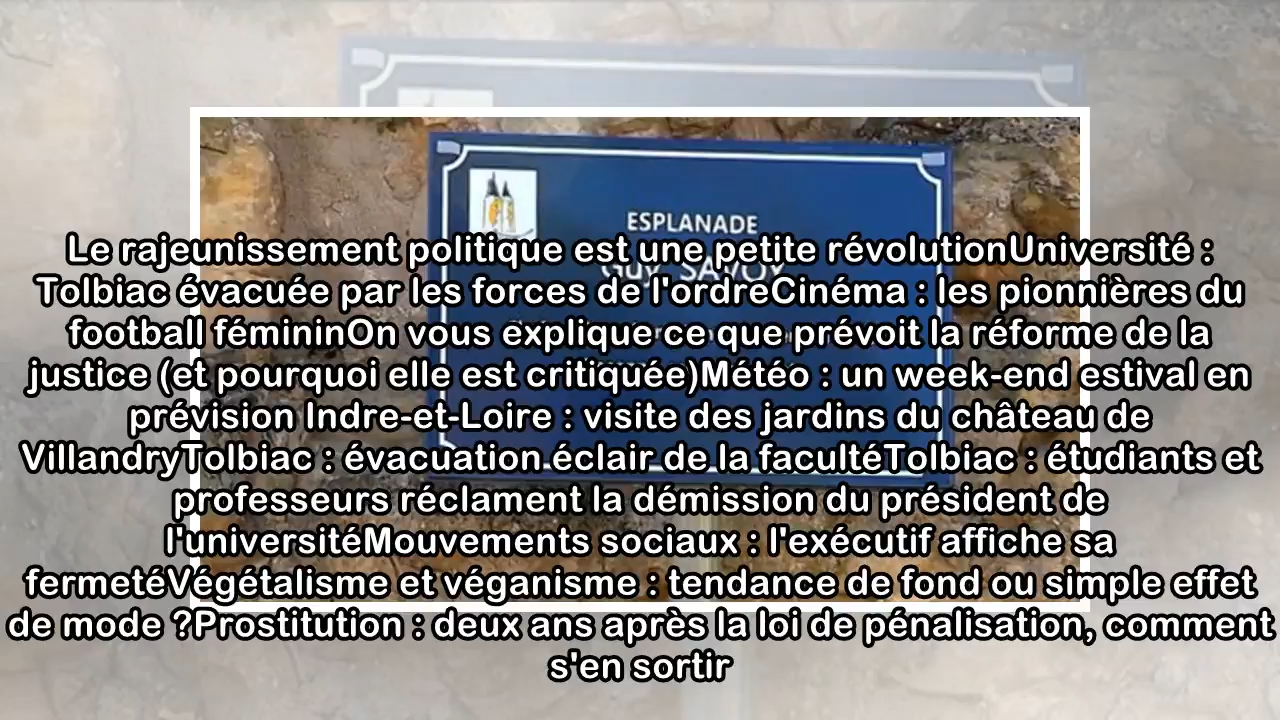 ESPLANADE
Guy SAVOY
Le rajeunissement politique est une petite révolutionUniversité :
Tolbiac évacuée par les forces de l'ordreCinéma : les pionnières du
football fémininOn vous explique ce que prévoit la réforme de la
justice (et pourquoi elle est critiquée)Météo : un week-end estival en
prévision Indre-et-Loire : visite des jardins du château de
VillandryTolbiac : évacuation éclair de la facultéTolbiac : étudiants et
professeurs réclament la démission du président de
l'universitéMouvements sociaux : l'exécutif affiche sa
fermetéVégétalisme et véganisme : tendance de fond ou simple effet
de mode ?Prostitution : deux ans après la loi de pénalisation, comment
s'en sortir